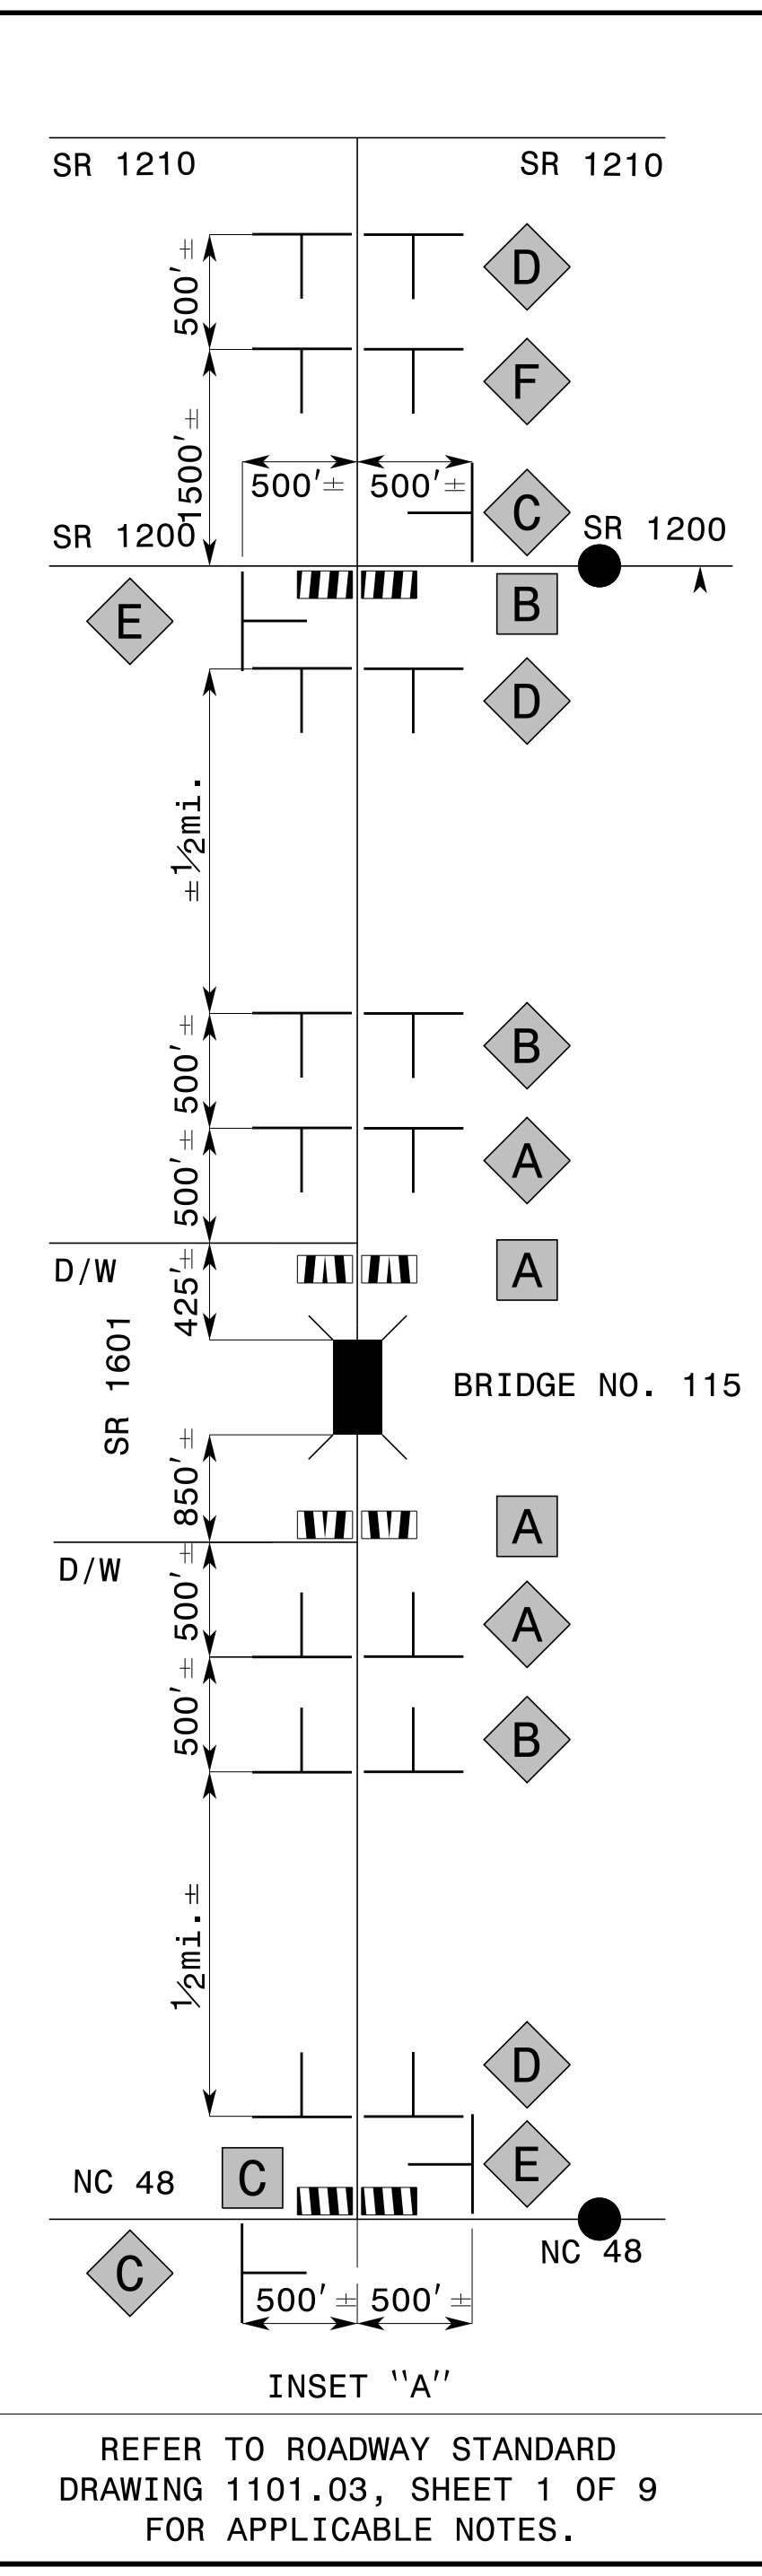 SR 1210 SR 1210
500'± D
F
1500'±
500'± 500'±
C
SR 1200 SR 1200
E B
D
±1/2mi.
B
500'±
A
500'±
D/W A
425'±
SR 1601
BRIDGE NO. 115
850'±
A
D/W
500'± A
500'± B
1/2mi.±
D
NC 48 C E
C NC 48
500'± 500'±
INSET "A"
REFER TO ROADWAY STANDARD
DRAWING 1101.03, SHEET 1 OF 9
FOR APPLICABLE NOTES.